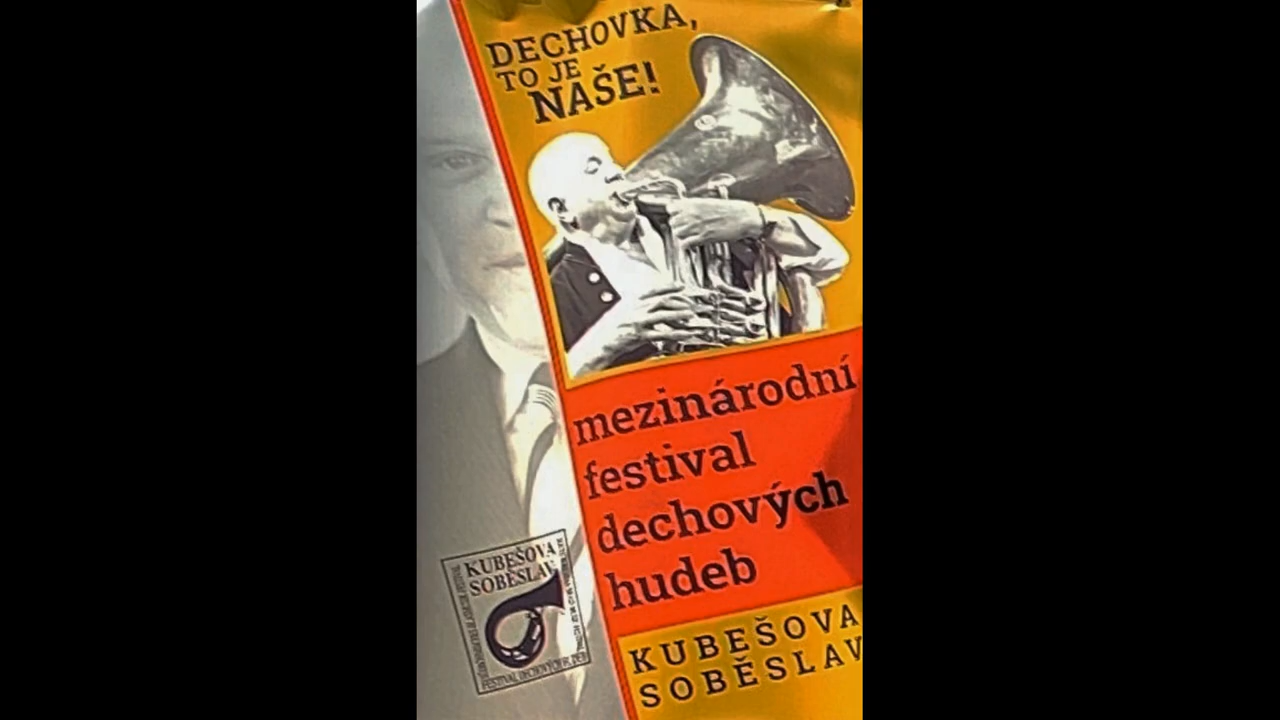 DECHOVKA,
TO JE
NAŠE!
mezinárodní
festival
dechových
hudeb
KUBEŠOVA
SOBĚSLAV
KUBEŠOVA
SOBĚSLAV